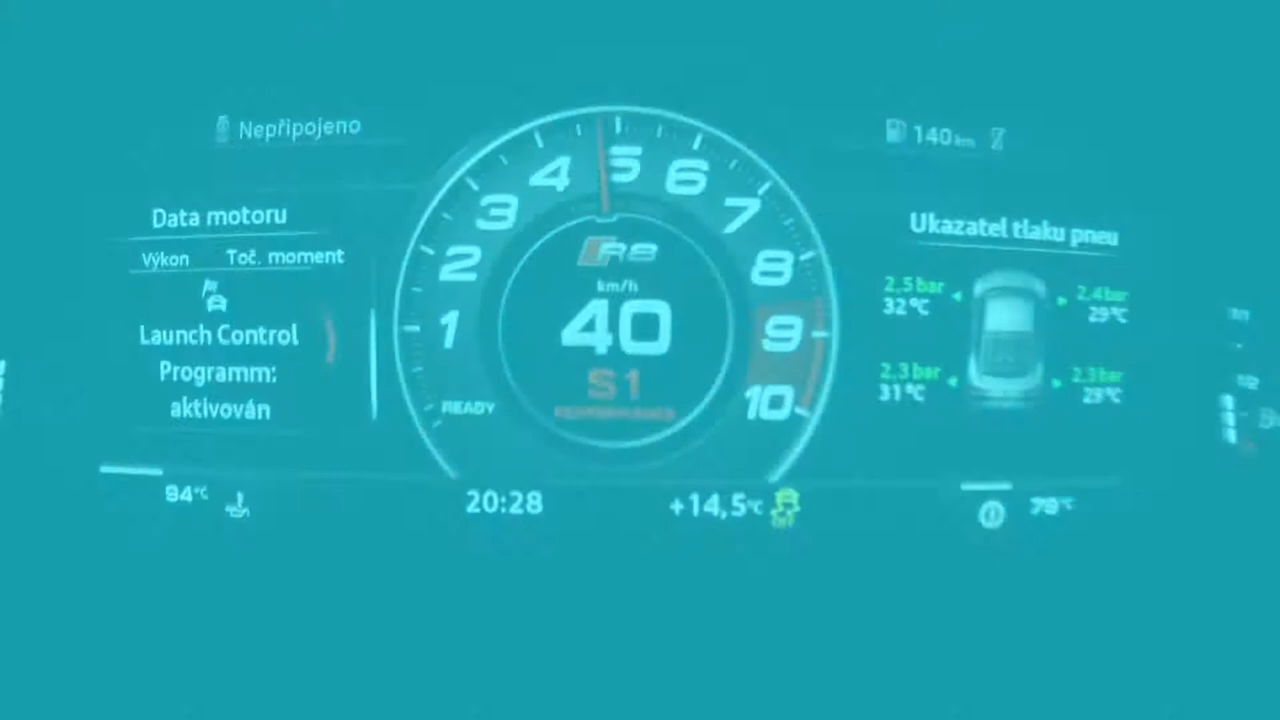 Nepřipojeno
140 km
Data motoru
Výkon Toč. moment
Launch Control
Programm:
aktivován
94°C
1 2 3 4 5 6 7 8 9 10
READY
R8
km/h
40
S1
20:28
+14,5°C
Ukazatel tlaku pneu
2,5 bar 2,4 bar
32°C 29°C
2,3 bar 2,3 bar
31°C 29°C
79°C